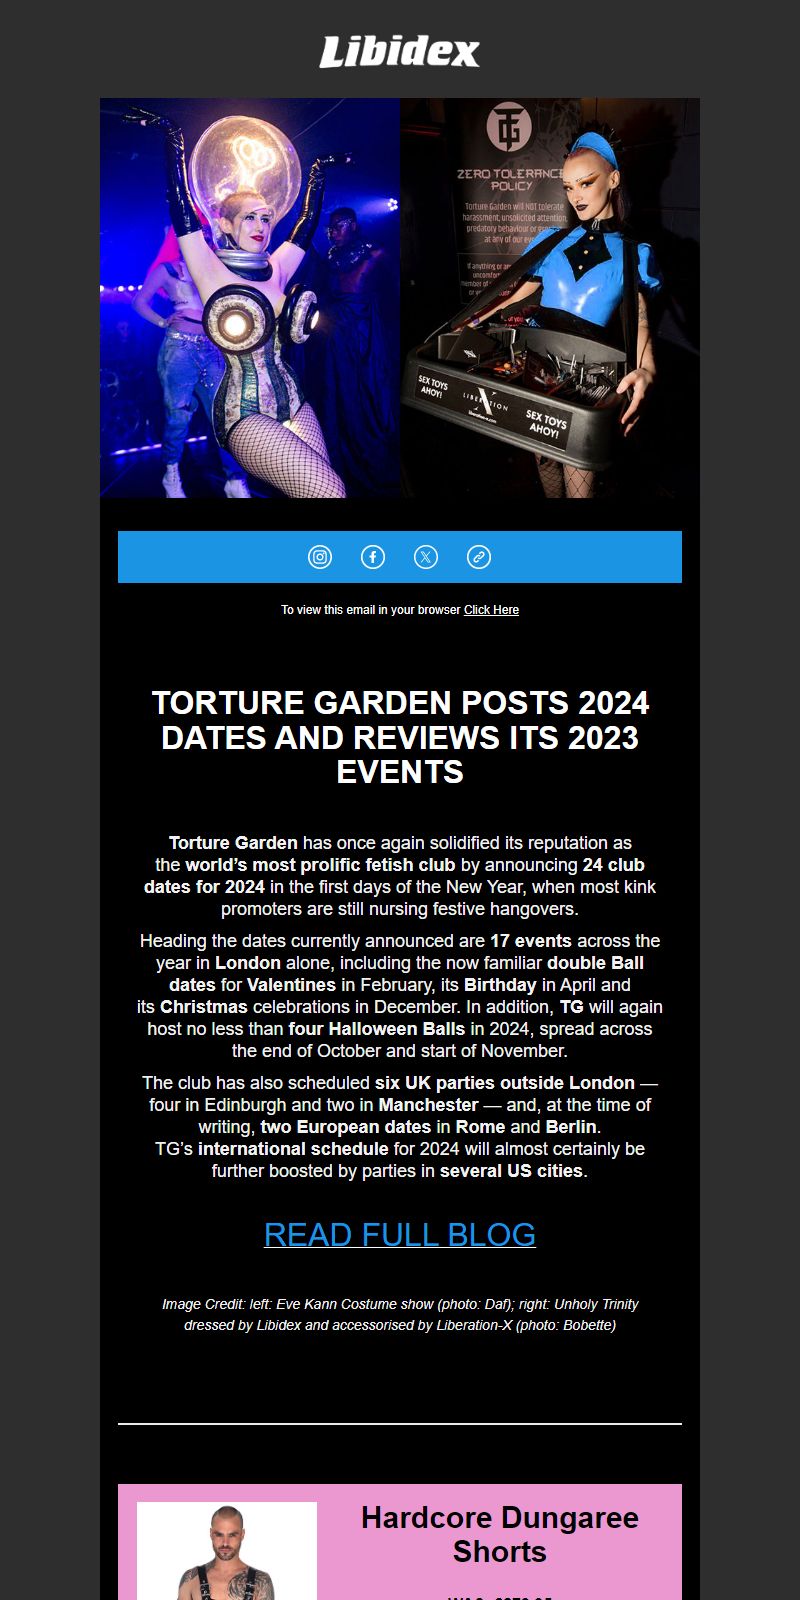 Libidex
TG
ZERO TOLERANCE
POLICY
Torture Garden will NOT tolerate
harassment, unsolicited attention,
predatory behaviour or
at any of our
If anything or
SEX TOYS
AHOY!
LIBERATION
SEX TOYS
AHOY!
To view this email in your browser Click Here
TORTURE GARDEN POSTS 2024
DATES AND REVIEWS ITS 2023
EVENTS
Torture Garden has once again solidified its reputation as
the world’s most prolific fetish club by announcing 24 club
dates for 2024 in the first days of the New Year, when most kink
promoters are still nursing festive hangovers.
Heading the dates currently announced are 17 events across the
year in London alone, including the now familiar double Ball
dates for Valentines in February, its Birthday in April and
its Christmas celebrations in December. In addition, TG will again
host no less than four Halloween Balls in 2024, spread across
the end of October and start of November.
The club has also scheduled six UK parties outside London —
four in Edinburgh and two in Manchester — and, at the time of
writing, two European dates in Rome and Berlin.
TG’s international schedule for 2024 will almost certainly be
further boosted by parties in several US cities.
READ FULL BLOG
Image Credit: left: Eve Kann Costume show (photo: Daf); right: Unholy Trinity
dressed by Libidex and accessorised by Liberation-X (photo: Bobette)
Hardcore Dungaree
Shorts